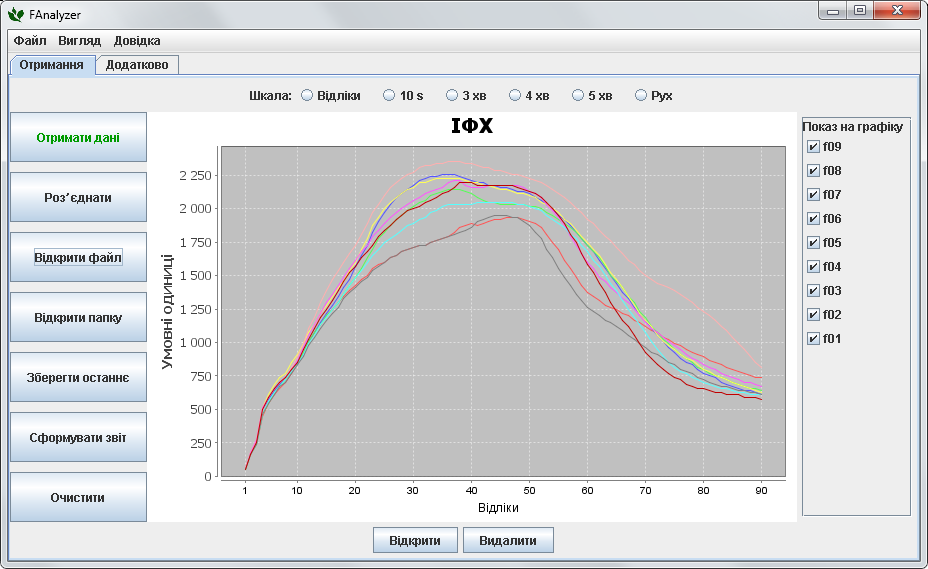 FAnalyzer
Файл Вигляд Довідка
Отримання Додатково
Шкала: Відліки 10 s 3 хв 4 хв 5 хв Рух
Отримати дані
Роз'єднати
Відкрити файл
Відкрити папку
Зберегти останнє
Сформувати звіт
Очистити
ІФХ
Умовні одиниці
2 250
2 000
1 750
1 500
1 250
1 000
750
500
250
0
1 10 20 30 40 50 60 70 80 90
Відліки
Показ на графіку
f09
f08
f07
f06
f05
f04
f03
f02
f01
Відкрити Видалити